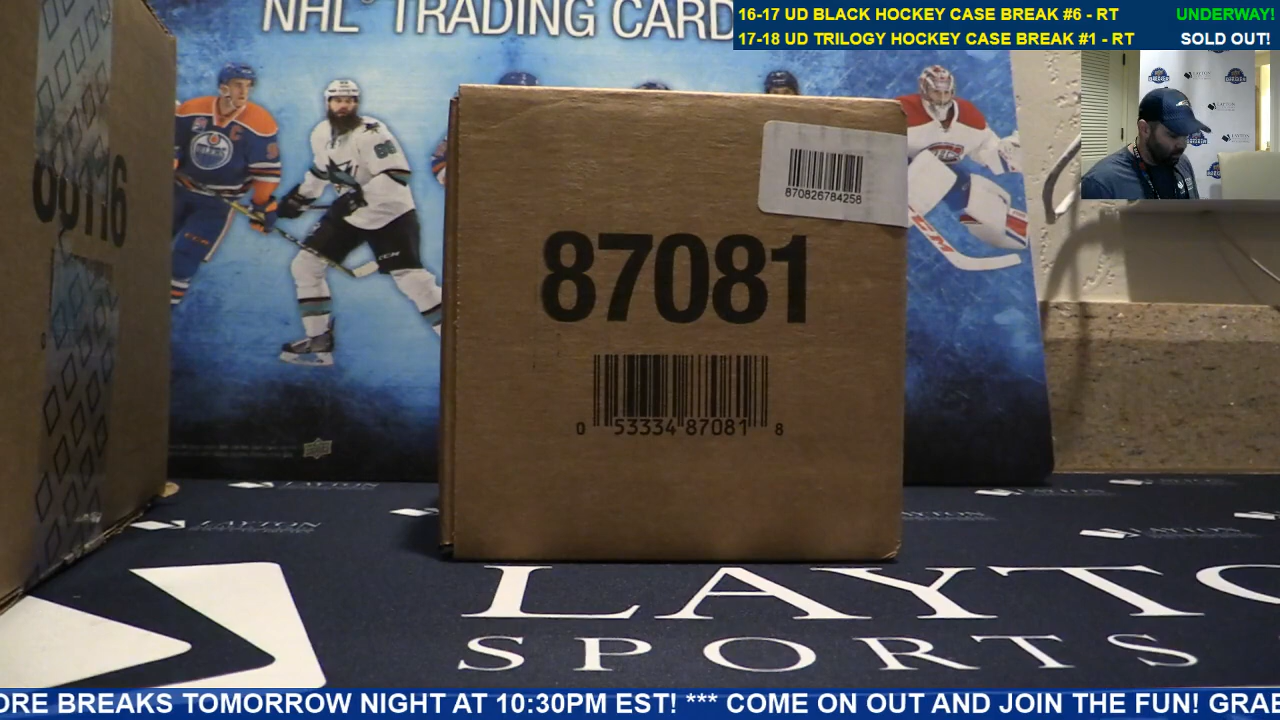 NHL TRADING CARD
16-17 UD BLACK HOCKEY CASE BREAK #6 - RT UNDERWAY!
17-18 UD TRILOGY HOCKEY CASE BREAK #1 - RT SOLD OUT!
870826784258
87081
0 53334 87081 8
LAYTON
LAYTON
LAYTO
SPORTS
ORE BREAKS TOMORROW NIGHT AT 10:30PM EST! *** COME ON OUT AND JOIN THE FUN! GRAB